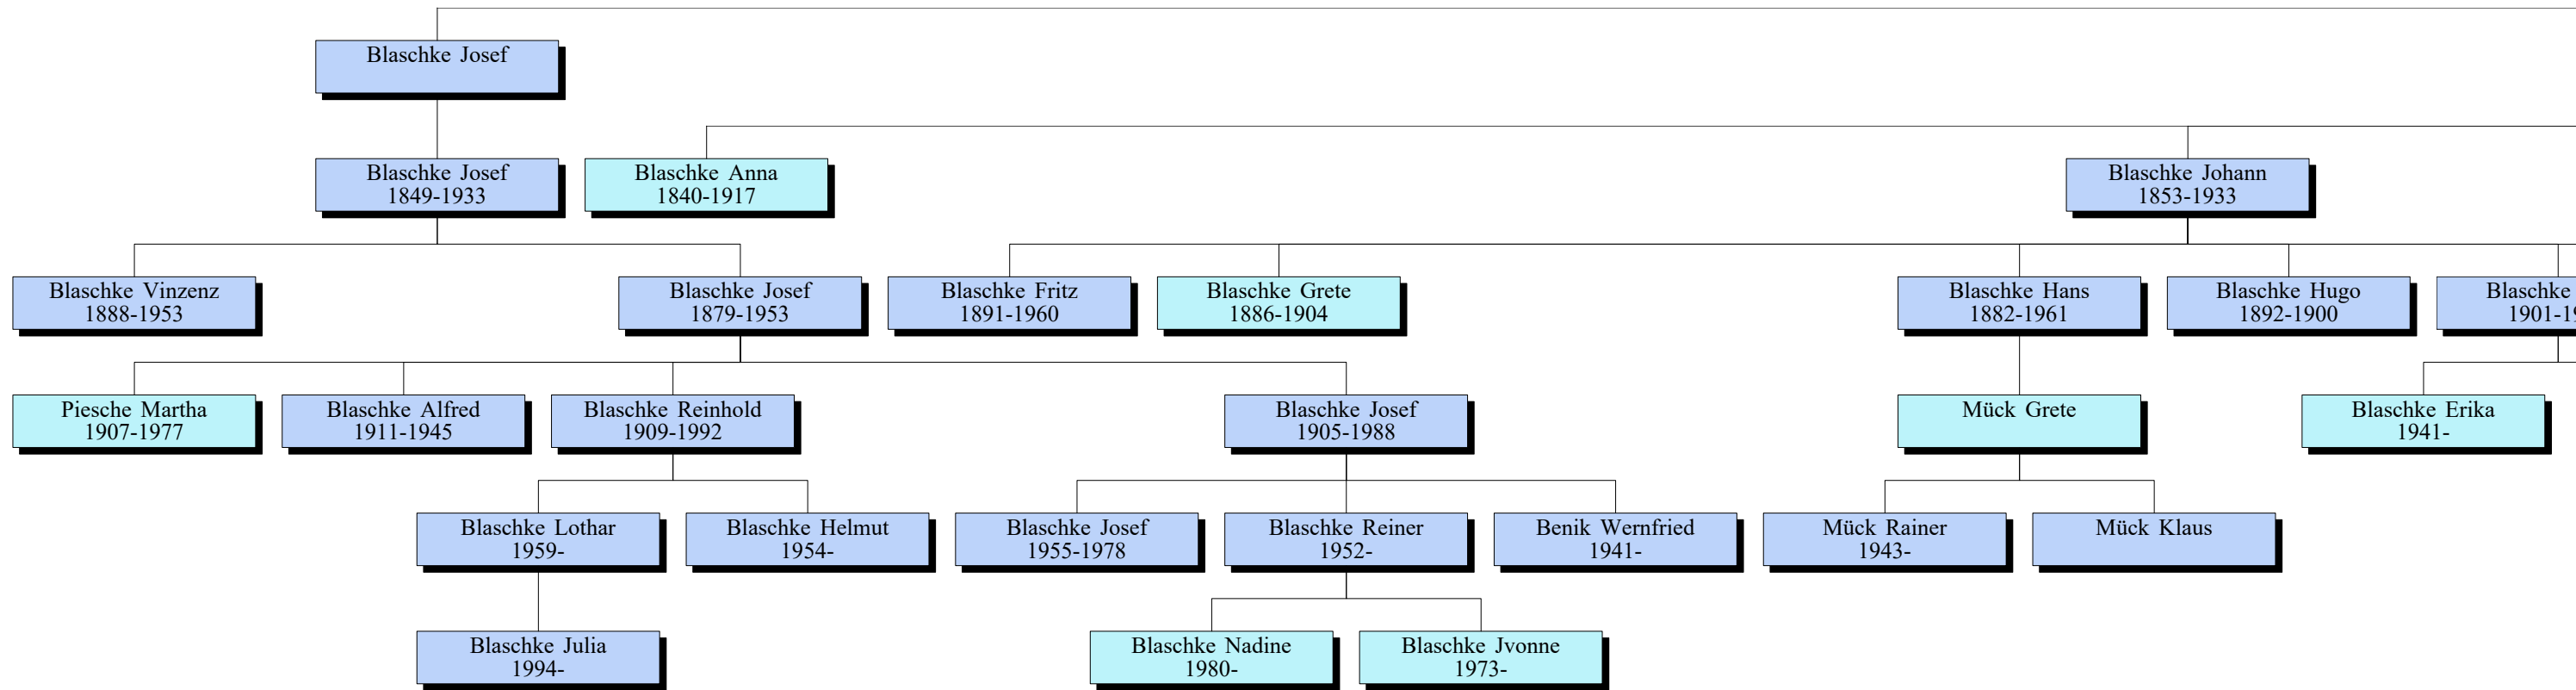 Blaschke Josef
Blaschke Josef
1849-1933
Blaschke Anna
1840-1917
Blaschke Johann
1853-1933
Blaschke Vinzenz
1888-1953
Blaschke Josef
1879-1953
Blaschke Fritz
1891-1960
Blaschke Grete
1886-1904
Blaschke Hans
1882-1961
Blaschke Hugo
1892-1900
Blaschke
Piesche Martha
1907-1977
Blaschke Alfred
1911-1945
Blaschke Reinhold
1909-1992
Blaschke Josef
1905-1988
Mück Grete
Blaschke Erika
1941-
Blaschke Lothar
1959-
Blaschke Helmut
1954-
Blaschke Josef
1955-1978
Blaschke Reiner
1952-
Benik Wernfried
1941-
Mück Rainer
1943-
Mück Klaus
Blaschke Julia
1994-
Blaschke Nadine
1980-
Blaschke Jvonne
1973-